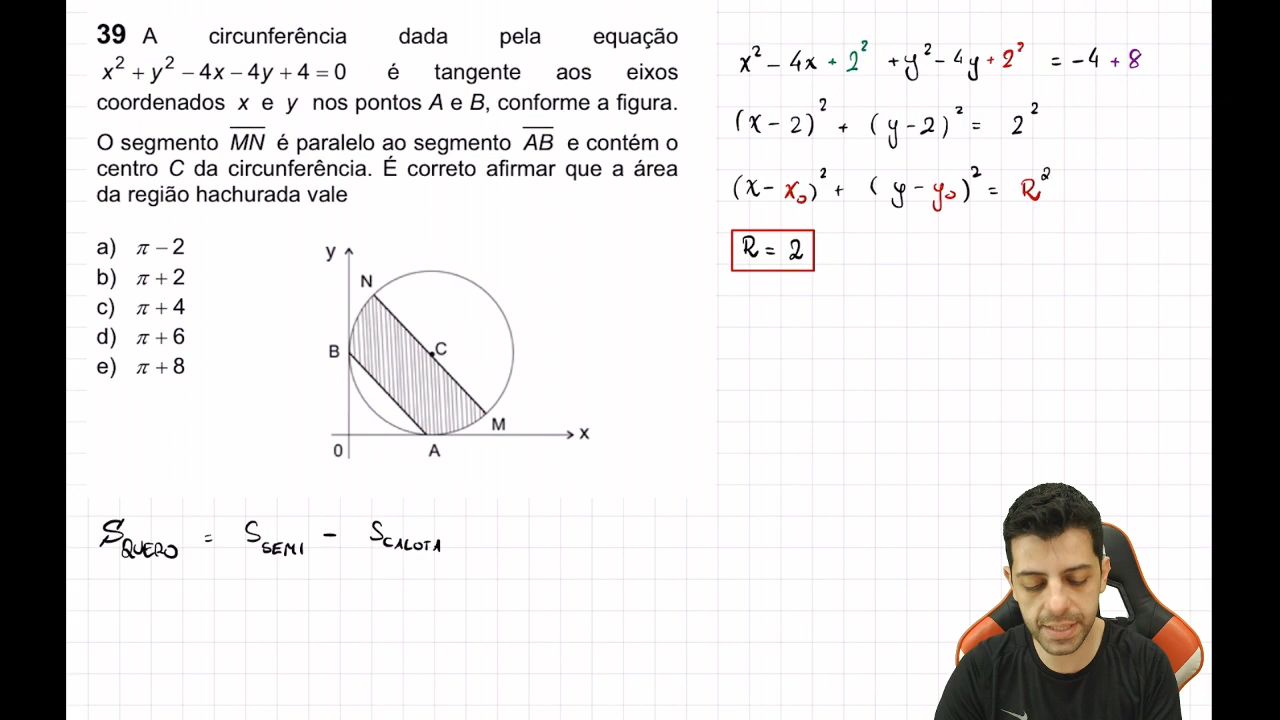 39 A circunferência dada pela equação
x² + y² − 4x − 4y + 4 = 0 é tangente aos eixos
coordenados x e y nos pontos A e B, conforme a figura.
O segmento M̅N̅ é paralelo ao segmento A̅B̅ e contém o
centro C da circunferência. É correto afirmar que a área
da região hachurada vale
a) π − 2
b) π + 2
c) π + 4
d) π + 6
e) π + 8
y
N
B
C
M
x
0
A
S_QUERO = S_SEMI − S_CALOTA
x² − 4x + 2² + y² − 4y + 2² = −4 + 8
(x − 2)² + (y − 2)² = 2²
(x − x₀)² + (y − y₀)² = R²
R = 2